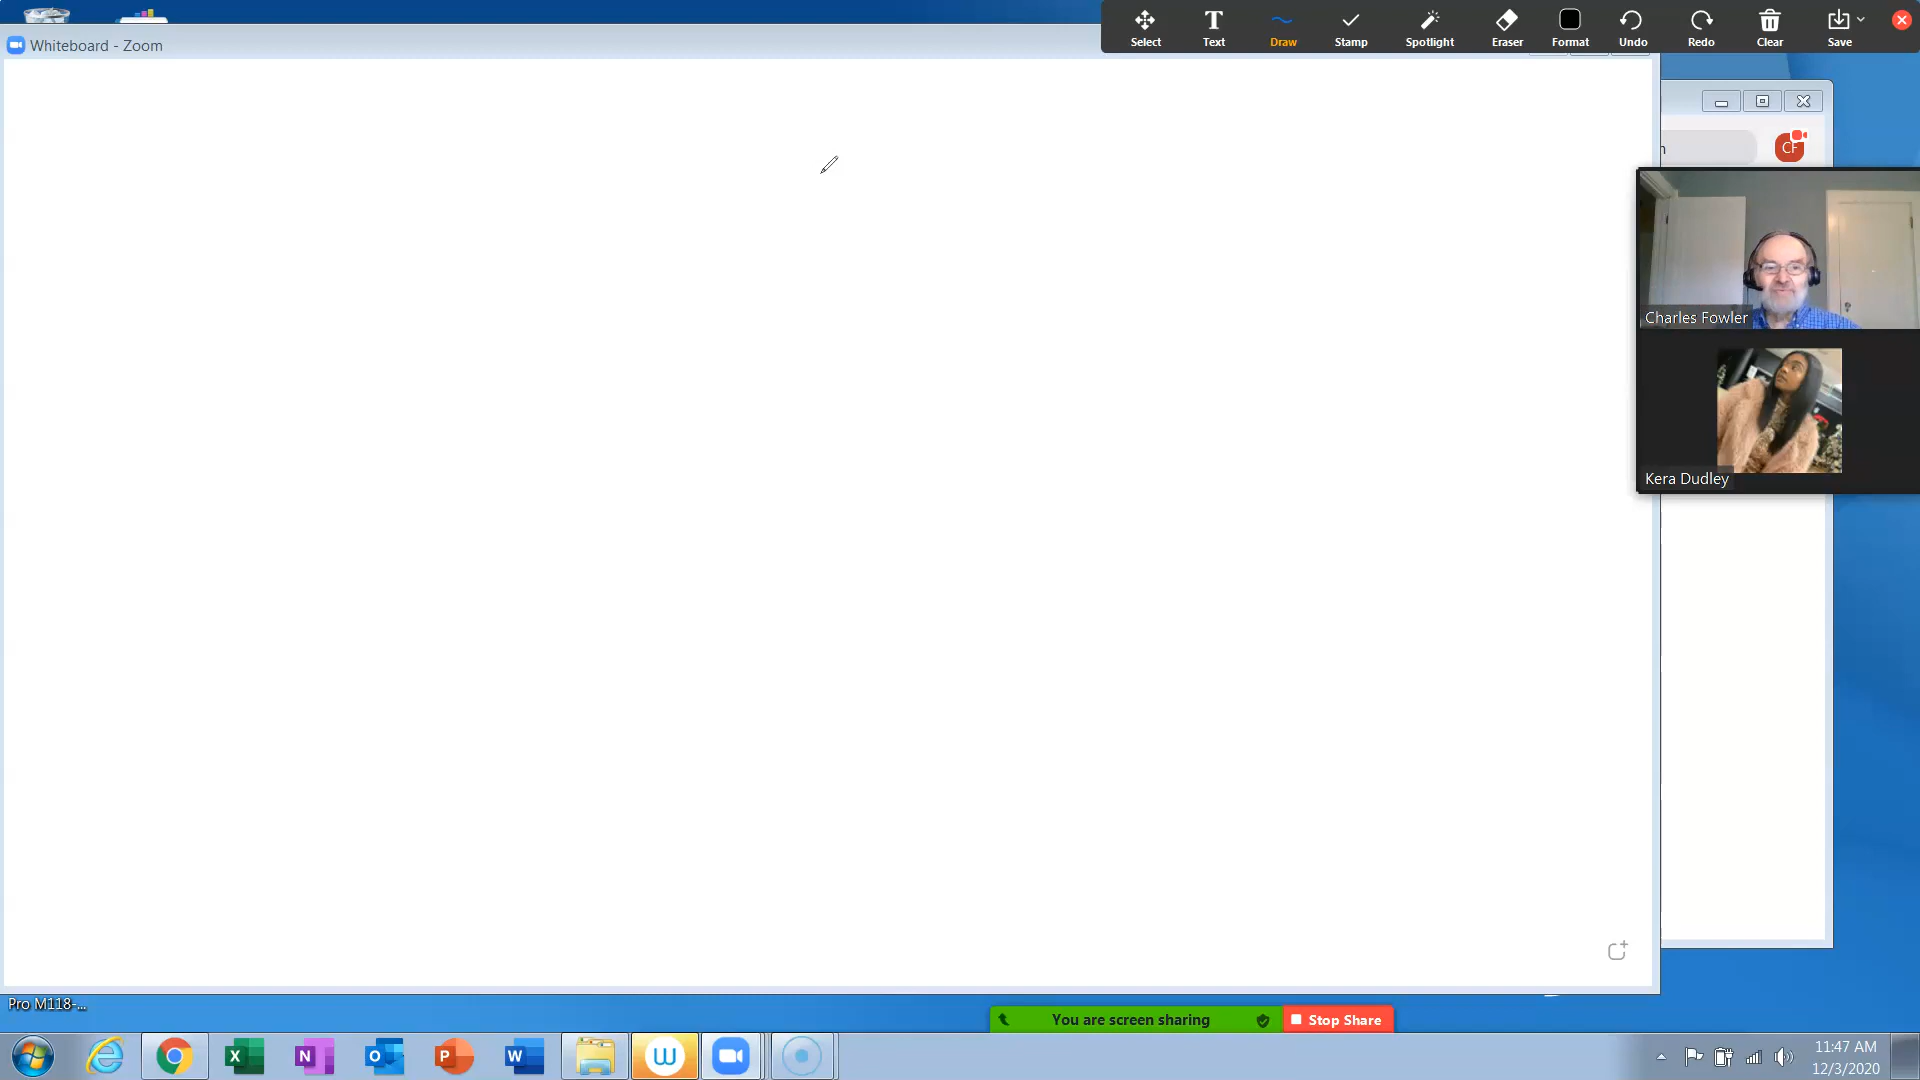 Select
Text
Draw
Stamp
Spotlight
Eraser
Format
Undo
Redo
Clear
Save
Whiteboard - Zoom
n
CF
Charles Fowler
Kera Dudley
Pro M118-...
You are screen sharing
Stop Share
11:47 AM
12/3/2020